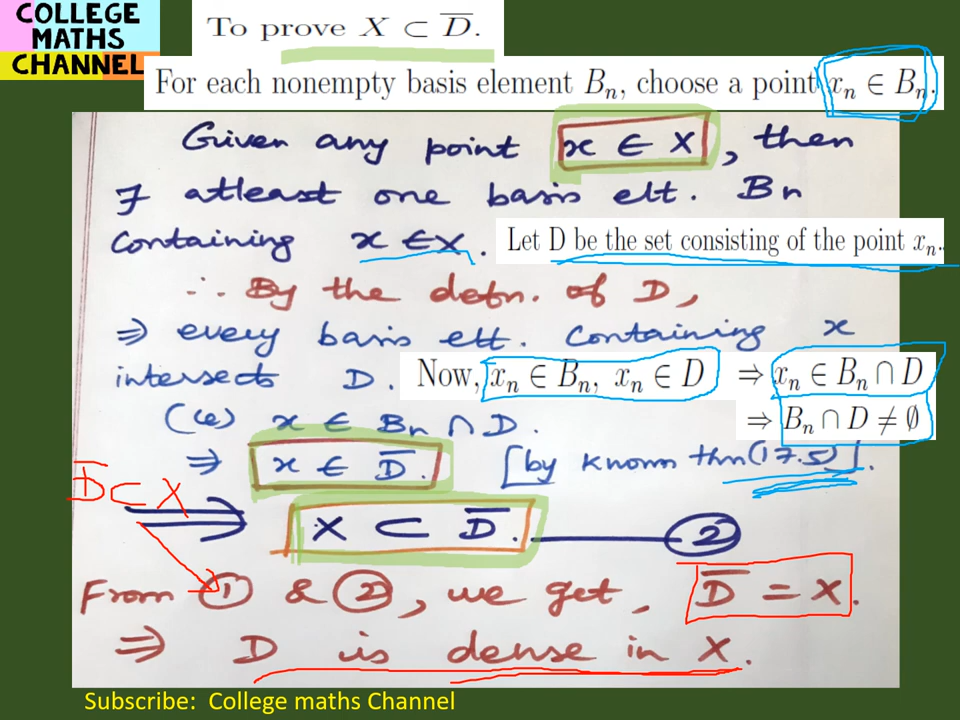 COLLEGE
MATHS
CHANNEL
To prove X ⊂ D̅.
For each nonempty basis element Bₙ, choose a point xₙ ∈ Bₙ.
Given any point x ∈ X, then
∃ atleast one basis elt. Bn
containing x ∈ X. Let D be the set consisting of the point xₙ.
∴ By the defn. of D,
⇒ every basis elt. containing x
intersects D. Now, xₙ ∈ Bₙ, xₙ ∈ D ⇒ xₙ ∈ Bₙ ∩ D
(ie) x ∈ Bn ∩ D. ⇒ Bₙ ∩ D ≠ ∅
⇒ x ∈ D̅. [by known thm (17.5)].
D̅ ⊂ X
⇒ X ⊂ D̅. ② 
From ① & ②, we get, D̅ = X.
⇒ D is dense in X.
Subscribe: College maths Channel